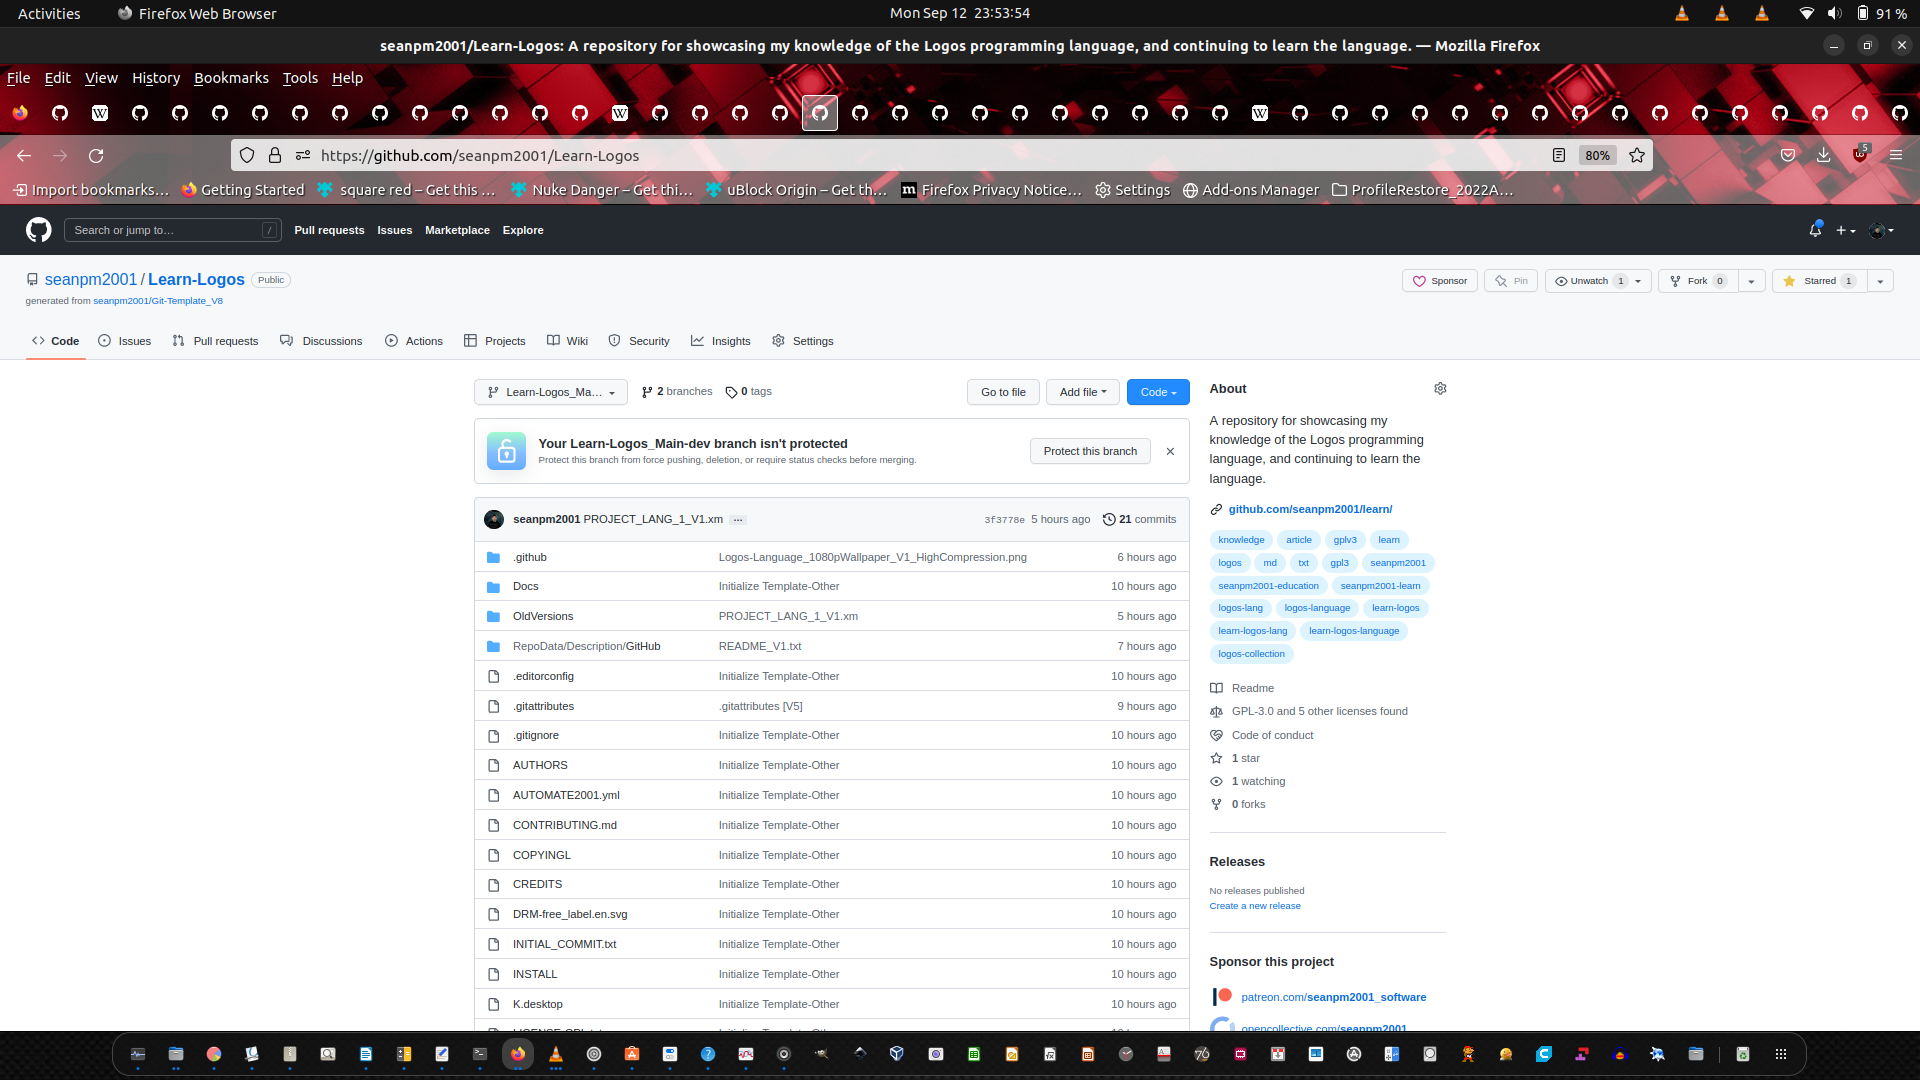 Activities
Firefox Web Browser
Mon Sep 12 23:53:54
91 %
seanpm2001/Learn-Logos: A repository for showcasing my knowledge of the Logos programming language, and continuing to learn the language. — Mozilla Firefox
File Edit View History Bookmarks Tools Help
https://github.com/seanpm2001/Learn-Logos
80%
5
Import bookmarks…
Getting Started
square red – Get this …
Nuke Danger – Get thi…
uBlock Origin – Get th…
Firefox Privacy Notice…
Settings
Add-ons Manager
ProfileRestore_2022A…
Search or jump to…
/
Pull requests Issues Marketplace Explore
seanpm2001 / Learn-Logos Public
generated from seanpm2001/Git-Template_V8
Sponsor
Pin
Unwatch 1
Fork 0
Starred 1
Code
Issues
Pull requests
Discussions
Actions
Projects
Wiki
Security
Insights
Settings
Learn-Logos_Ma…
2 branches
0 tags
Go to file
Add file
Code
Your Learn-Logos_Main-dev branch isn't protected
Protect this branch from force pushing, deletion, or require status checks before merging.
Protect this branch
seanpm2001 PROJECT_LANG_1_V1.xm …
3f3778e 5 hours ago
21 commits
.github Logos-Language_1080pWallpaper_V1_HighCompression.png 6 hours ago
Docs Initialize Template-Other 10 hours ago
OldVersions PROJECT_LANG_1_V1.xm 5 hours ago
RepoData/Description/GitHub README_V1.txt 7 hours ago
.editorconfig Initialize Template-Other 10 hours ago
.gitattributes .gitattributes [V5] 9 hours ago
.gitignore Initialize Template-Other 10 hours ago
AUTHORS Initialize Template-Other 10 hours ago
AUTOMATE2001.yml Initialize Template-Other 10 hours ago
CONTRIBUTING.md Initialize Template-Other 10 hours ago
COPYINGL Initialize Template-Other 10 hours ago
CREDITS Initialize Template-Other 10 hours ago
DRM-free_label.en.svg Initialize Template-Other 10 hours ago
INITIAL_COMMIT.txt Initialize Template-Other 10 hours ago
INSTALL Initialize Template-Other 10 hours ago
K.desktop Initialize Template-Other 10 hours ago
About
A repository for showcasing my
knowledge of the Logos programming
language, and continuing to learn the
language.
github.com/seanpm2001/learn/
knowledge article gplv3 learn
logos md txt gpl3 seanpm2001
seanpm2001-education seanpm2001-learn
logos-lang logos-language learn-logos
learn-logos-lang learn-logos-language
logos-collection
Readme
GPL-3.0 and 5 other licenses found
Code of conduct
1 star
1 watching
0 forks
Releases
No releases published
Create a new release
Sponsor this project
patreon.com/seanpm2001_software
opencollective.com/seanpm2001